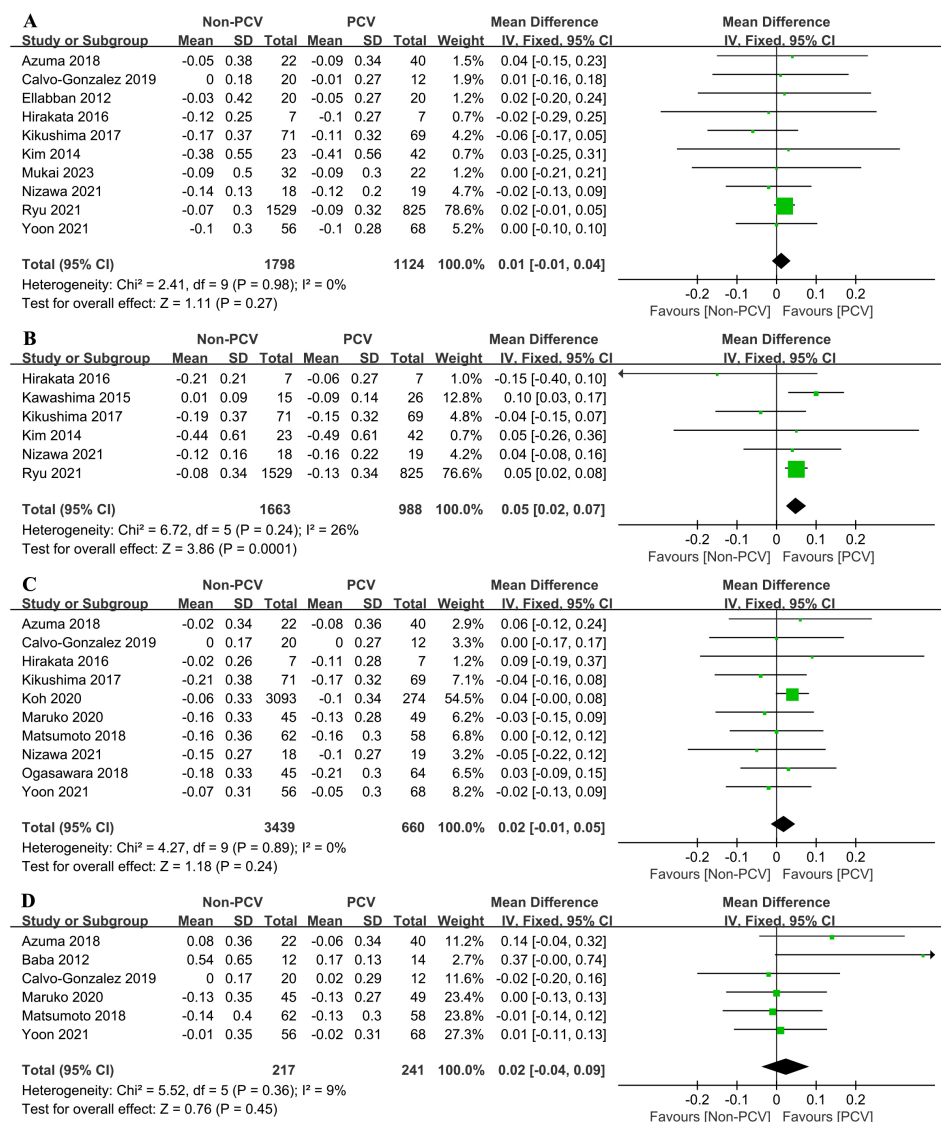 A
Non-PCV PCV Mean Difference Mean Difference
Study or Subgroup Mean SD Total Mean SD Total Weight IV, Fixed, 95% CI IV, Fixed, 95% CI
Azuma 2018 -0.05 0.38 22 -0.09 0.34 40 1.5% 0.04 [-0.15, 0.23]
Calvo-Gonzalez 2019 0 0.18 20 -0.01 0.27 12 1.9% 0.01 [-0.16, 0.18]
Ellabban 2012 -0.03 0.42 20 -0.05 0.27 20 1.2% 0.02 [-0.20, 0.24]
Hirakata 2016 -0.12 0.25 7 -0.1 0.27 7 0.7% -0.02 [-0.29, 0.25]
Kikushima 2017 -0.17 0.37 71 -0.11 0.32 69 4.2% -0.06 [-0.17, 0.05]
Kim 2014 -0.38 0.55 23 -0.41 0.56 42 0.7% 0.03 [-0.25, 0.31]
Mukai 2023 -0.09 0.5 32 -0.09 0.3 22 1.2% 0.00 [-0.21, 0.21]
Nizawa 2021 -0.14 0.13 18 -0.12 0.2 19 4.7% -0.02 [-0.13, 0.09]
Ryu 2021 -0.07 0.3 1529 -0.09 0.32 825 78.6% 0.02 [-0.01, 0.05]
Yoon 2021 -0.1 0.3 56 -0.1 0.28 68 5.2% 0.00 [-0.10, 0.10]
Total (95% CI) 1798 1124 100.0% 0.01 [-0.01, 0.04]
Heterogeneity: Chi² = 2.41, df = 9 (P = 0.98); I² = 0%
Test for overall effect: Z = 1.11 (P = 0.27)
-0.2 -0.1 0 0.1 0.2
Favours [Non-PCV] Favours [PCV]
B
Non-PCV PCV Mean Difference Mean Difference
Study or Subgroup Mean SD Total Mean SD Total Weight IV, Fixed, 95% CI IV, Fixed, 95% CI
Hirakata 2016 -0.21 0.21 7 -0.06 0.27 7 1.0% -0.15 [-0.40, 0.10]
Kawashima 2015 0.01 0.09 15 -0.09 0.14 26 12.8% 0.10 [0.03, 0.17]
Kikushima 2017 -0.19 0.37 71 -0.15 0.32 69 4.8% -0.04 [-0.15, 0.07]
Kim 2014 -0.44 0.61 23 -0.49 0.61 42 0.7% 0.05 [-0.26, 0.36]
Nizawa 2021 -0.12 0.16 18 -0.16 0.22 19 4.1% 0.04 [-0.08, 0.16]
Ryu 2021 -0.08 0.34 1529 -0.13 0.34 825 76.6% 0.05 [0.02, 0.08]
Total (95% CI) 1663 988 100.0% 0.05 [0.02, 0.07]
Heterogeneity: Chi² = 6.72, df = 5 (P = 0.24); I² = 26%
Test for overall effect: Z = 3.86 (P = 0.0001)
-0.2 -0.1 0 0.1 0.2
Favours [Non-PCV] Favours [PCV]
C
Non-PCV PCV Mean Difference Mean Difference
Study or Subgroup Mean SD Total Mean SD Total Weight IV, Fixed, 95% CI IV, Fixed, 95% CI
Azuma 2018 -0.02 0.34 22 -0.08 0.36 40 2.9% 0.06 [-0.12, 0.24]
Calvo-Gonzalez 2019 0 0.17 20 0 0.27 12 3.3% 0.00 [-0.17, 0.17]
Hirakata 2016 -0.02 0.26 7 -0.11 0.28 7 1.2% 0.09 [-0.19, 0.37]
Kikushima 2017 -0.21 0.38 71 -0.17 0.32 69 7.1% -0.04 [-0.16, 0.08]
Koh 2020 -0.06 0.33 3093 -0.1 0.34 274 54.5% 0.04 [-0.00, 0.08]
Maruko 2020 -0.16 0.33 45 -0.13 0.28 49 6.2% -0.03 [-0.15, 0.09]
Matsumoto 2018 -0.16 0.36 62 -0.16 0.3 58 6.8% 0.00 [-0.12, 0.12]
Nizawa 2021 -0.15 0.27 18 -0.1 0.27 19 3.2% -0.05 [-0.22, 0.12]
Ogasawara 2018 -0.18 0.33 45 -0.21 0.3 64 6.5% 0.03 [-0.09, 0.15]
Yoon 2021 -0.07 0.31 56 -0.05 0.3 68 8.2% -0.02 [-0.13, 0.09]
Total (95% CI) 3439 660 100.0% 0.02 [-0.01, 0.05]
Heterogeneity: Chi² = 4.27, df = 9 (P = 0.89); I² = 0%
Test for overall effect: Z = 1.18 (P = 0.24)
-0.2 -0.1 0 0.1 0.2
Favours [Non-PCV] Favours [PCV]
D
Non-PCV PCV Mean Difference Mean Difference
Study or Subgroup Mean SD Total Mean SD Total Weight IV, Fixed, 95% CI IV, Fixed, 95% CI
Azuma 2018 0.08 0.36 22 -0.06 0.34 40 11.2% 0.14 [-0.04, 0.32]
Baba 2012 0.54 0.65 12 0.17 0.13 14 2.7% 0.37 [-0.00, 0.74]
Calvo-Gonzalez 2019 0 0.17 20 0.02 0.29 12 11.6% -0.02 [-0.20, 0.16]
Maruko 2020 -0.13 0.35 45 -0.13 0.27 49 23.4% 0.00 [-0.13, 0.13]
Matsumoto 2018 -0.14 0.4 62 -0.13 0.3 58 23.8% -0.01 [-0.14, 0.12]
Yoon 2021 -0.01 0.35 56 -0.02 0.31 68 27.3% 0.01 [-0.11, 0.13]
Total (95% CI) 217 241 100.0% 0.02 [-0.04, 0.09]
Heterogeneity: Chi² = 5.52, df = 5 (P = 0.36); I² = 9%
Test for overall effect: Z = 0.76 (P = 0.45)
-0.2 -0.1 0 0.1 0.2
Favours [Non-PCV] Favours [PCV]